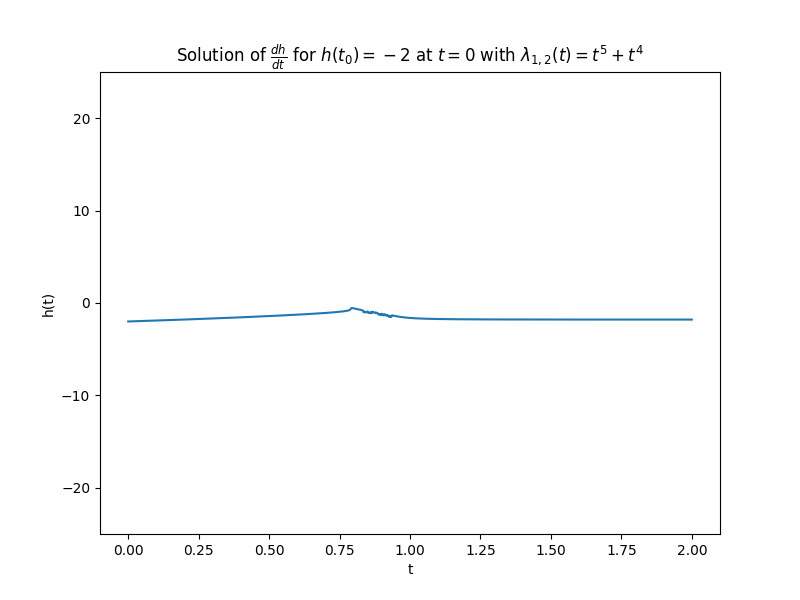 Solution of $\frac{dh}{dt}$ for $h(t_0) = -2$ at $t = 0$ with $\lambda_{1,2}(t) = t^5 + t^4$
20
10
0
−10
−20
h(t)
0.00 0.25 0.50 0.75 1.00 1.25 1.50 1.75 2.00
t